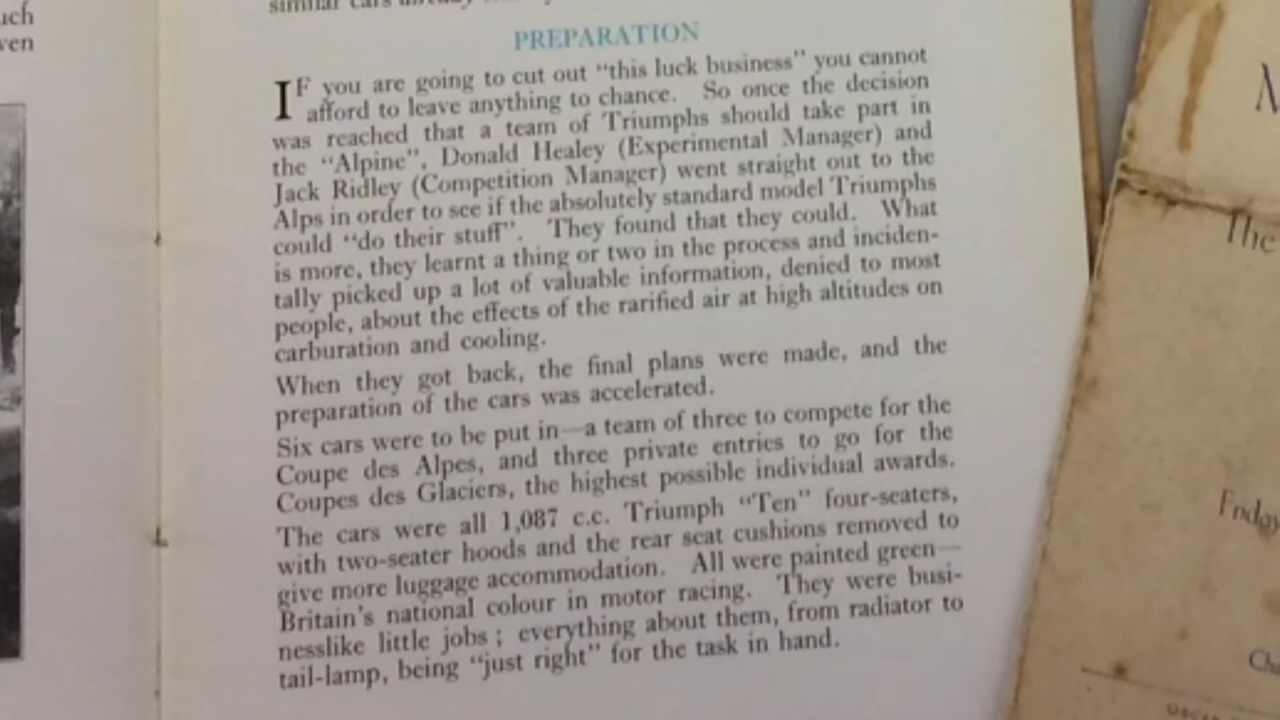 uch
ven
similar cars already
PREPARATION
IF you are going to cut out “this luck business” you cannot
afford to leave anything to chance. So once the decision
was reached that a team of Triumphs should take part in
the “Alpine”, Donald Healey (Experimental Manager) and
Jack Ridley (Competition Manager) went straight out to the
Alps in order to see if the absolutely standard model Triumphs
could “do their stuff”. They found that they could. What
is more, they learnt a thing or two in the process and inciden-
tally picked up a lot of valuable information, denied to most
people, about the effects of the rarified air at high altitudes on
carburation and cooling.
When they got back, the final plans were made, and the
preparation of the cars was accelerated.
Six cars were to be put in—a team of three to compete for the
Coupe des Alpes, and three private entries to go for the
Coupes des Glaciers, the highest possible individual awards.
The cars were all 1,087 c.c. Triumph “Ten” four-seaters,
with two-seater hoods and the rear seat cushions removed to
give more luggage accommodation. All were painted green—
Britain’s national colour in motor racing. They were busi-
nesslike little jobs; everything about them, from radiator to
tail-lamp, being “just right” for the task in hand.
The
Friday